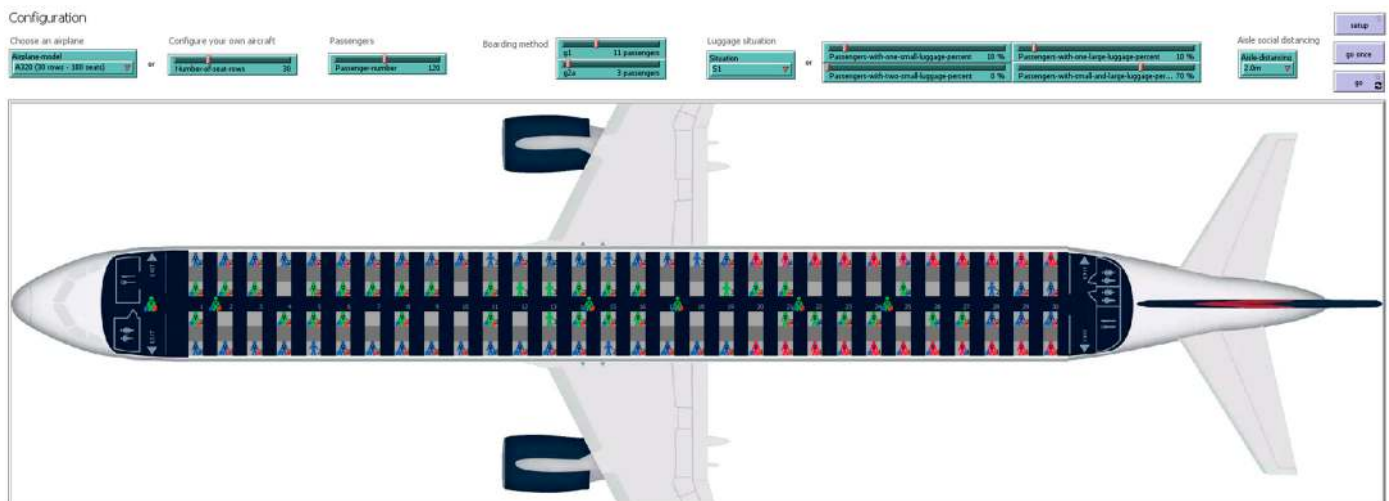 Configuration
Choose an airplane
Airplane-model
A320 (30 rows - 180 seats)
or
Configure your own aircraft
Number-of-seat-rows 30
Passengers
Passenger-number 120
Boarding method
g1 11 passengers
g2a 3 passengers
Luggage situation
Situation
S1
or
Passengers-with-one-small-luggage-percent 10 %
Passengers-with-one-large-luggage-percent 10 %
Passengers-with-two-small-luggage-percent 0 %
Passengers-with-small-and-large-luggage-per... 70 %
Aisle social distancing
Aisle-distancing
2.0m
setup
go once
go
EXIT
EXIT
EXIT
EXIT